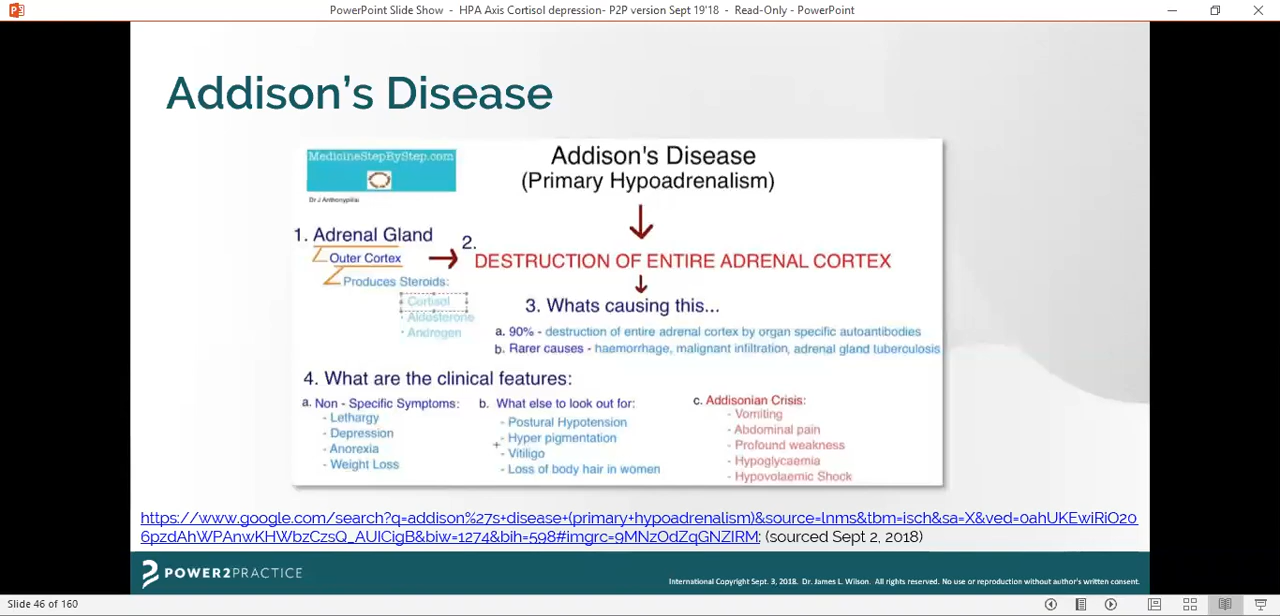 PowerPoint Slide Show - HPA Axis Cortisol depression- P2P version Sept 19'18 - Read-Only - PowerPoint
Addison's Disease
MedicineStepByStep.com
Addison's Disease
(Primary Hypoadrenalism)
1. Adrenal Gland
Outer Cortex
Produces Steroids:
Cortisol
· Aldosterone
· Androgen
2.
DESTRUCTION OF ENTIRE ADRENAL CORTEX
3. Whats causing this...
a. 90% - destruction of entire adrenal cortex by organ specific autoantibodies
b. Rarer causes - haemorrhage, malignant infiltration, adrenal gland tuberculosis
4. What are the clinical features:
a. Non - Specific Symptoms:
- Lethargy
- Depression
- Anorexia
- Weight Loss
b. What else to look out for:
- Postural Hypotension
- Hyper pigmentation
- Vitiligo
- Loss of body hair in women
c. Addisonian Crisis:
- Vomiting
- Abdominal pain
- Profound weakness
- Hypoglycaemia
- Hypovolaemic Shock
https://www.google.com/search?q=addison%27s+disease+(primary+hypoadrenalism)&source=lnms&tbm=isch&sa=X&ved=0ahUKEwiRiO20
6pzdAhWPAnwKHWbzCzsQ_AUICigB&biw=1274&bih=598#imgrc=9MNzOdZqGNZIRM: (sourced Sept 2, 2018)
POWER2PRACTICE
International Copyright Sept. 3, 2018. Dr. James L. Wilson. All rights reserved. No use or reproduction without author's written consent.
Slide 46 of 160